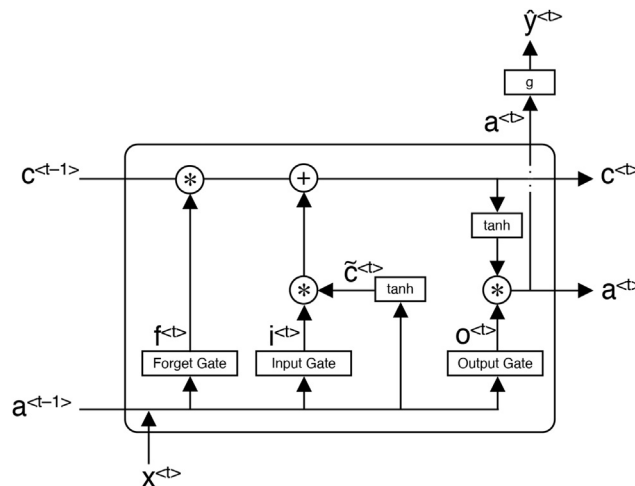 ŷ<t>
g
a<t>
c<t-1>
*
+
c<t>
tanh
c̃<t>
*
tanh
*
a<t>
f<t>
i<t>
o<t>
Forget Gate
Input Gate
Output Gate
a<t-1>
x<t>